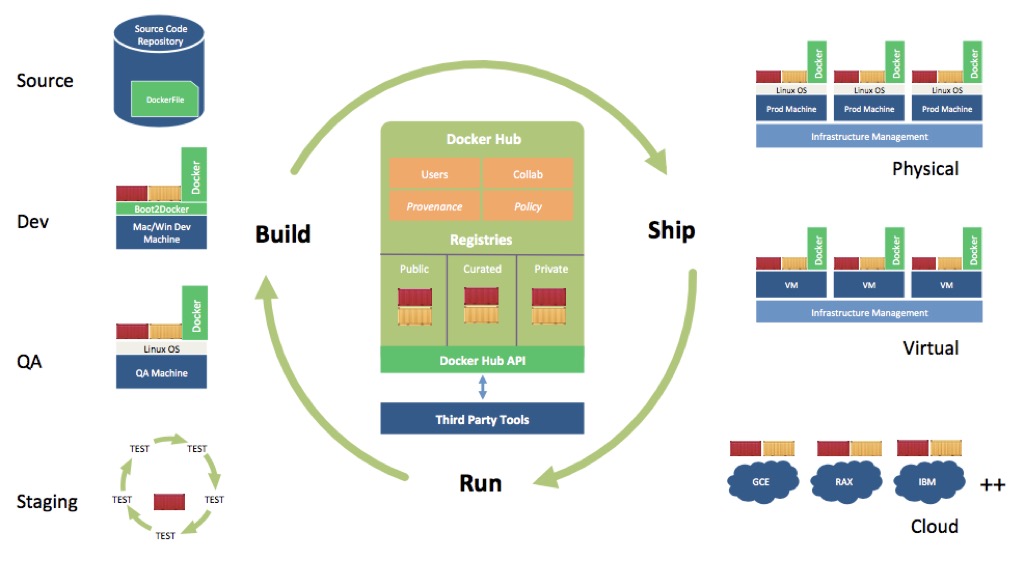 Source
Source Code
Repository
DockerFile
Dev
Docker
Boot2Docker
Mac/Win Dev
Machine
QA
Docker
Linux OS
QA Machine
Staging
TEST
TEST
TEST
TEST
TEST
Build
Ship
Run
Docker Hub
Users
Collab
Provenance
Policy
Registries
Public
Curated
Private
Docker Hub API
Third Party Tools
Docker
Docker
Docker
Linux OS
Linux OS
Linux OS
Prod Machine
Prod Machine
Prod Machine
Infrastructure Management
Physical
Docker
Docker
Docker
VM
VM
VM
Infrastructure Management
Virtual
GCE
RAX
IBM
++
Cloud